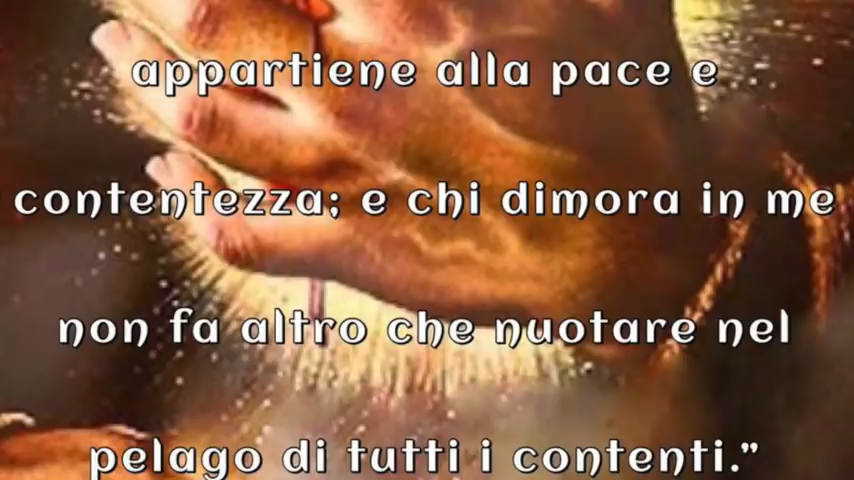 appartiene alla pace e
contentezza; e chi dimora in me
non fa altro che nuotare nel
pelago di tutti i contenti.”